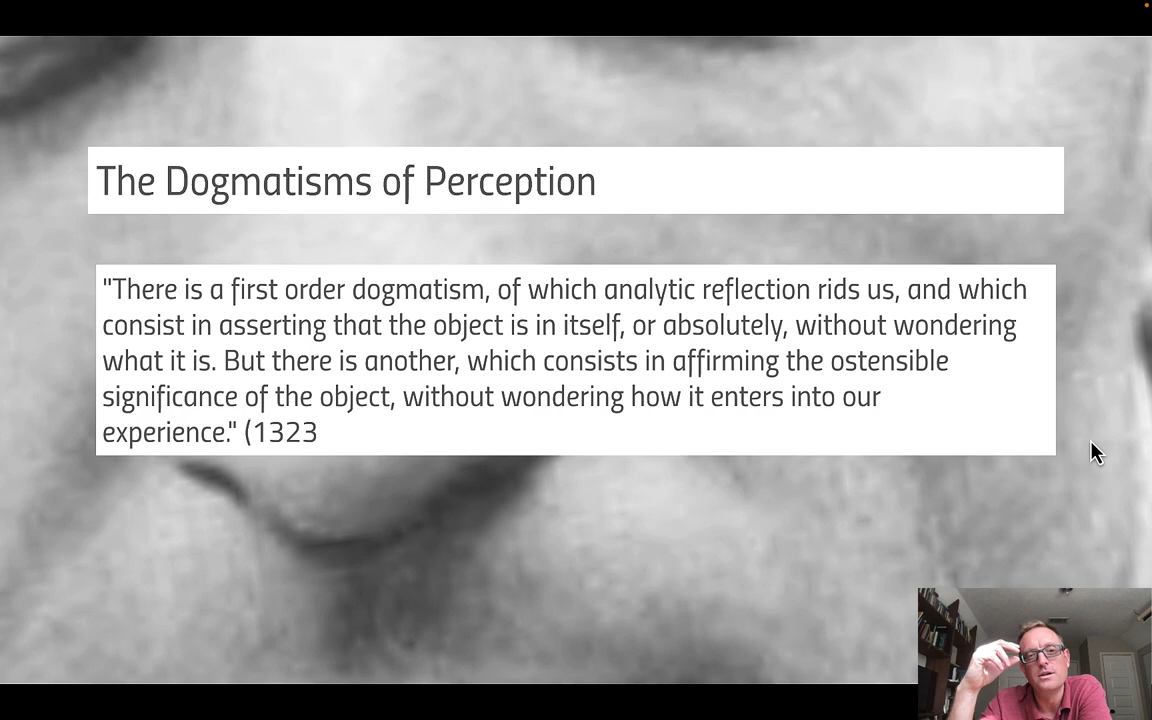 The Dogmatisms of Perception
"There is a first order dogmatism, of which analytic reflection rids us, and which
consist in asserting that the object is in itself, or absolutely, without wondering
what it is. But there is another, which consists in affirming the ostensible
significance of the object, without wondering how it enters into our
experience." (1323